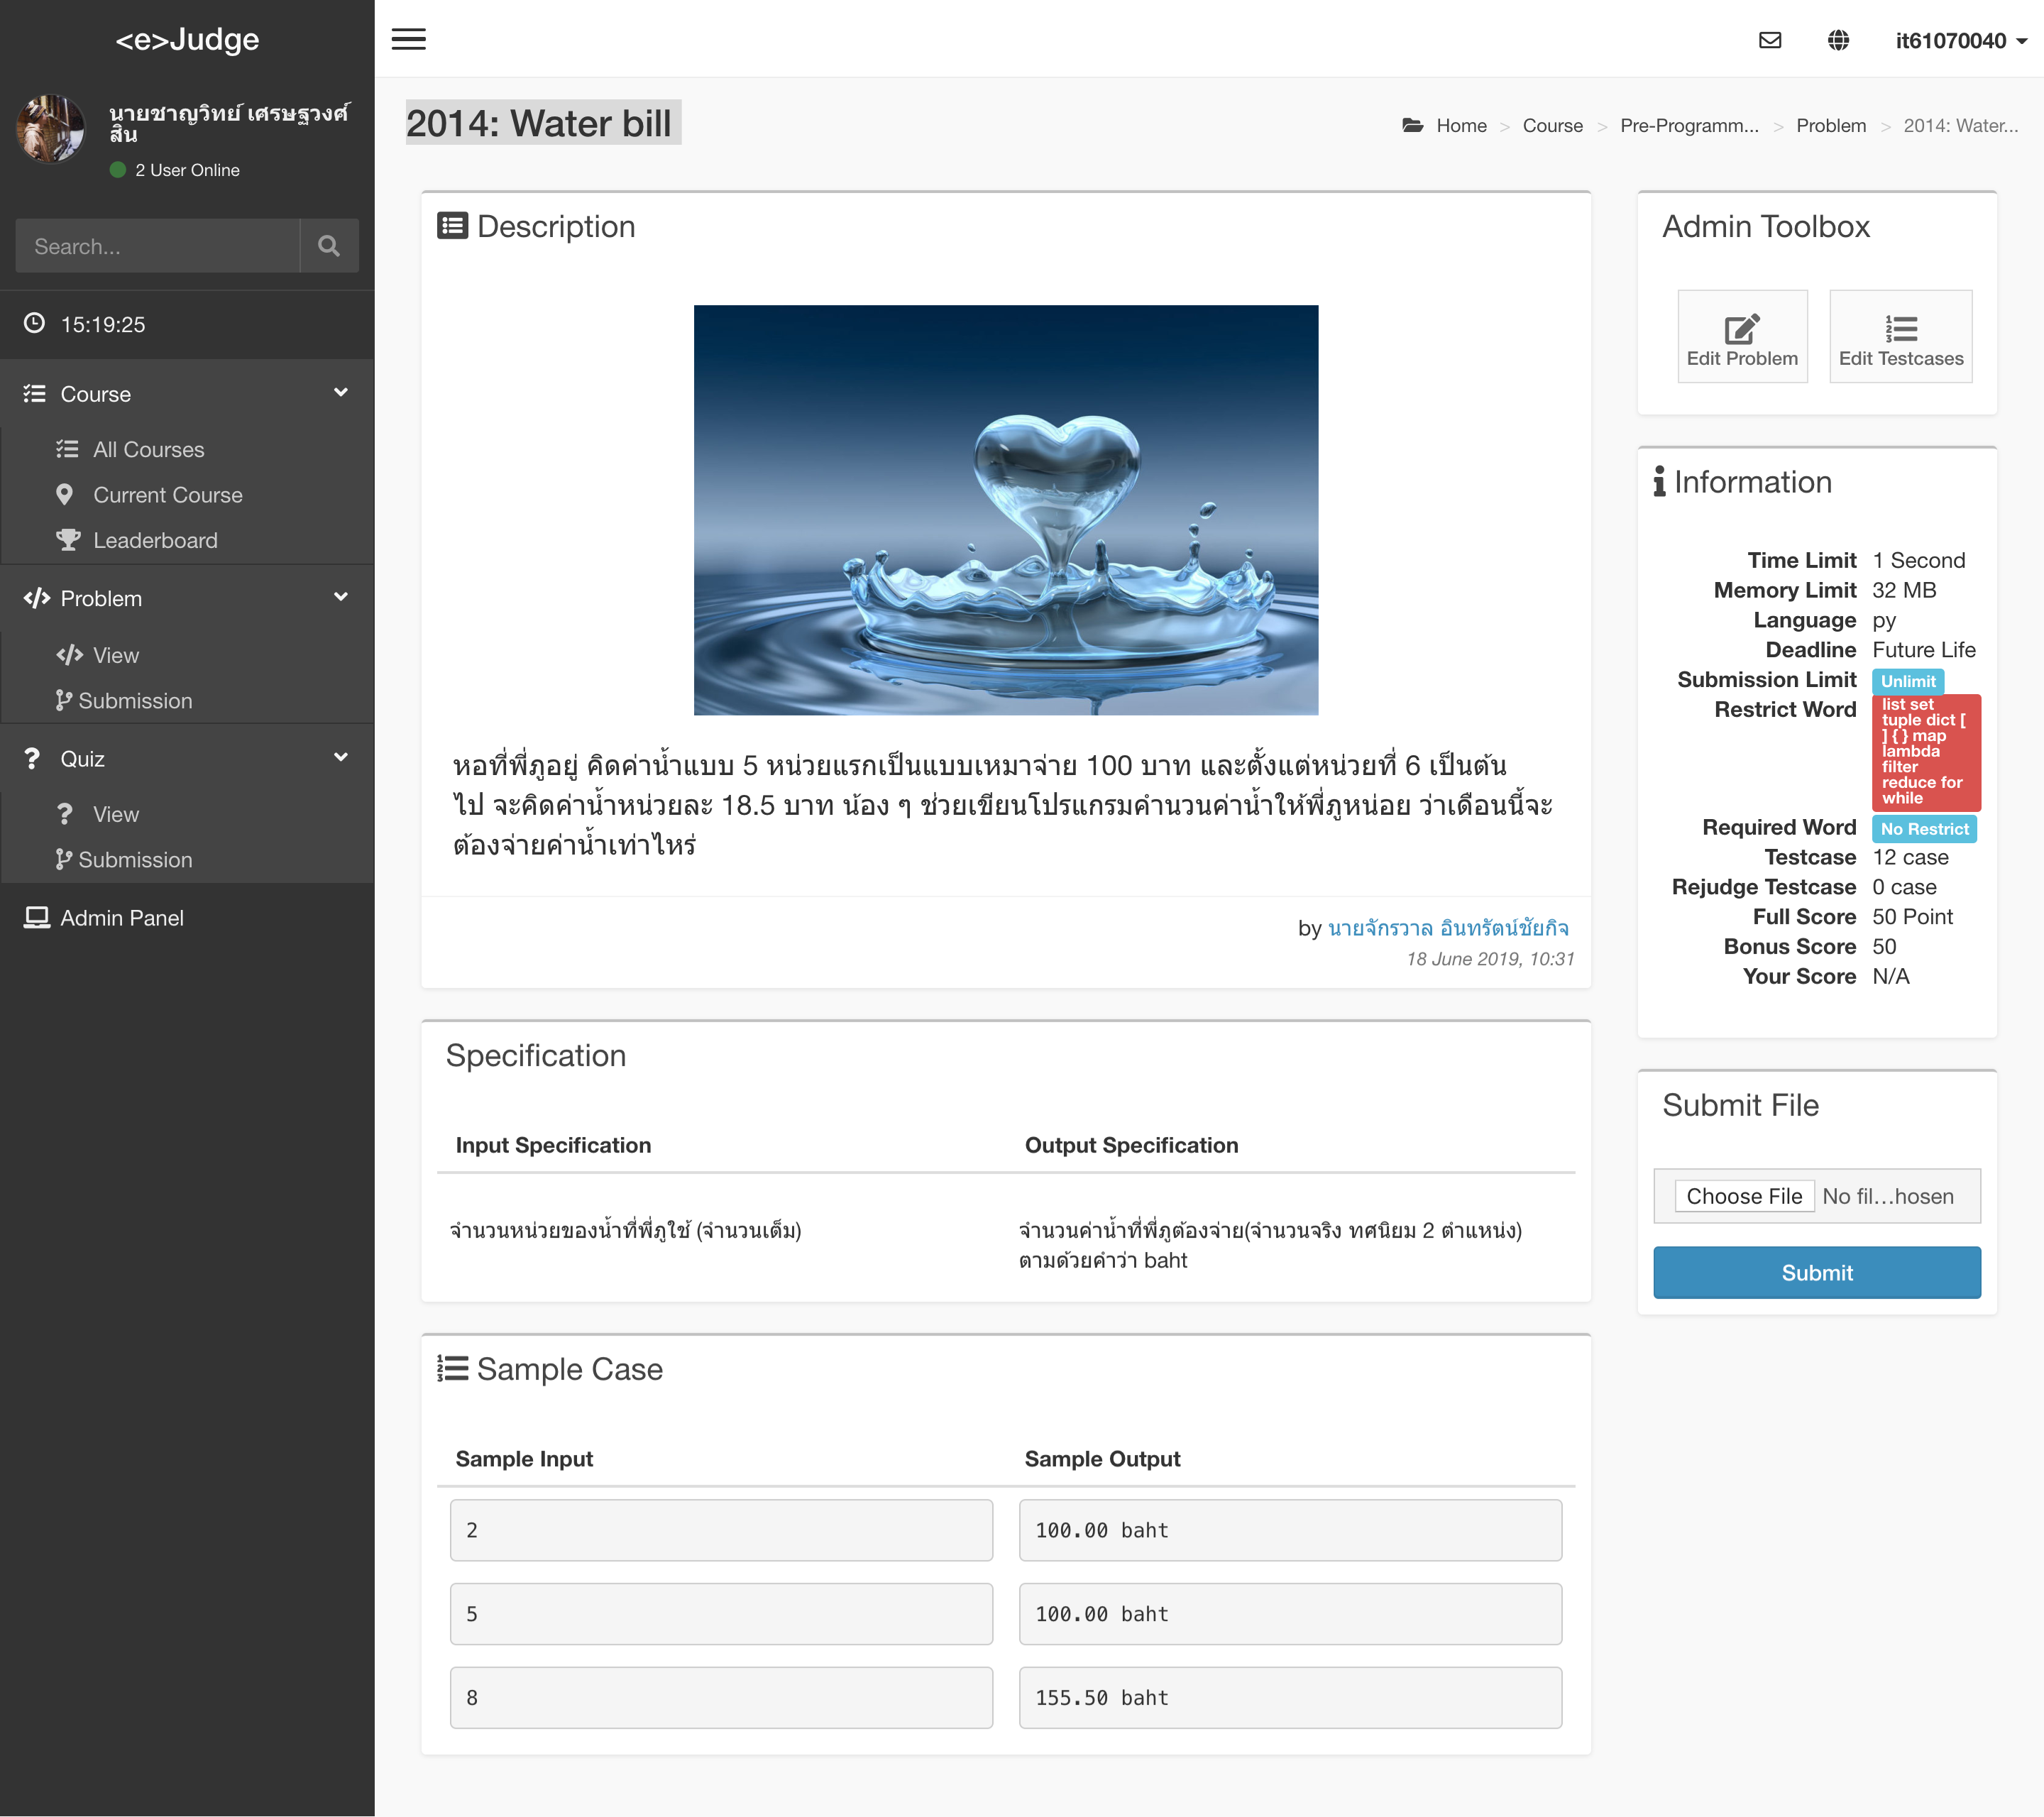 <e>Judge
it61070040
นายชาญวิทย์ เศรษฐวงศ์
สิน
2 User Online
Search...
15:19:25
Course
All Courses
Current Course
Leaderboard
Problem
View
Submission
Quiz
View
Submission
Admin Panel
2014: Water bill
Home > Course > Pre-Programm... > Problem > 2014: Water...
Description
หอที่พี่ภูอยู่ คิดค่าน้ำแบบ 5 หน่วยแรกเป็นแบบเหมาจ่าย 100 บาท และตั้งแต่หน่วยที่ 6 เป็นต้น
ไป จะคิดค่าน้ำหน่วยละ 18.5 บาท น้อง ๆ ช่วยเขียนโปรแกรมคำนวนค่าน้ำให้พี่ภูหน่อย ว่าเดือนนี้จะ
ต้องจ่ายค่าน้ำเท่าไหร่
by นายจักรวาล อินทรัตน์ชัยกิจ
18 June 2019, 10:31
Specification
Input Specification
Output Specification
จำนวนหน่วยของน้ำที่พี่ภูใช้ (จำนวนเต็ม)
จำนวนค่าน้ำที่พี่ภูต้องจ่าย(จำนวนจริง ทศนิยม 2 ตำแหน่ง)
ตามด้วยคำว่า baht
Sample Case
Sample Input
Sample Output
2
100.00 baht
5
100.00 baht
8
155.50 baht
Admin Toolbox
Edit Problem
Edit Testcases
Information
Time Limit 1 Second
Memory Limit 32 MB
Language py
Deadline Future Life
Submission Limit Unlimit
Restrict Word list set
tuple dict [
] { } map
lambda
filter
reduce for
while
Required Word No Restrict
Testcase 12 case
Rejudge Testcase 0 case
Full Score 50 Point
Bonus Score 50
Your Score N/A
Submit File
Choose File No fil...hosen
Submit